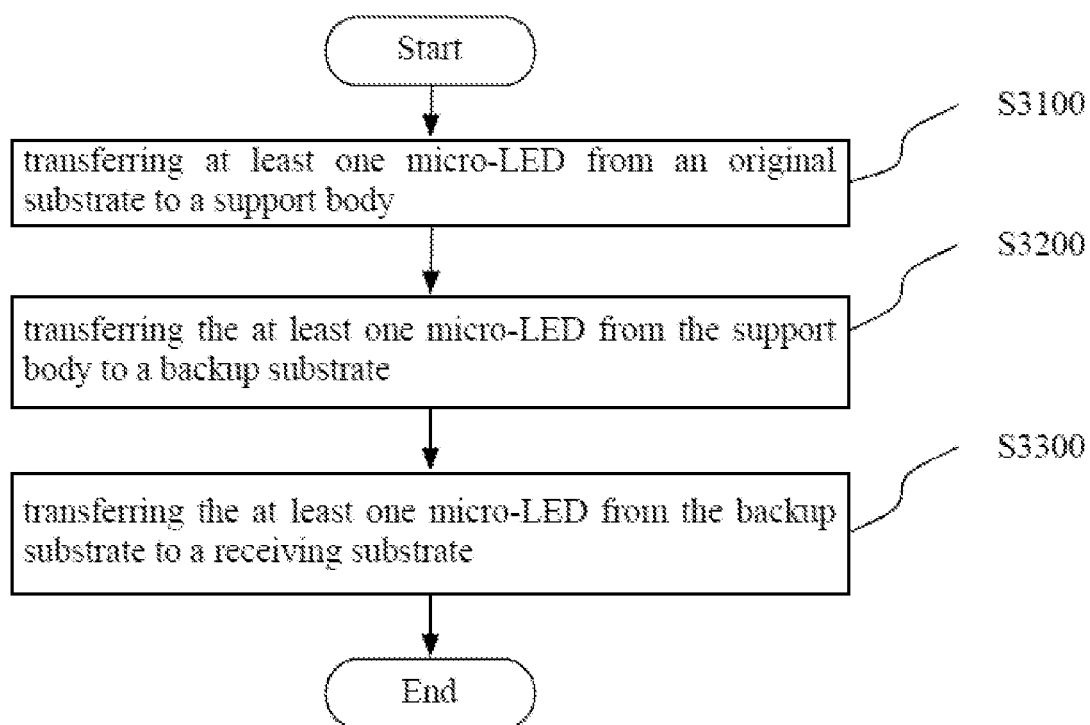 Start
S3100
transferring at least one micro-LED from an original
substrate to a support body
S3200
transferring the at least one micro-LED from the support
body to a backup substrate
S3300
transferring the at least one micro-LED from the backup
substrate to a receiving substrate
End